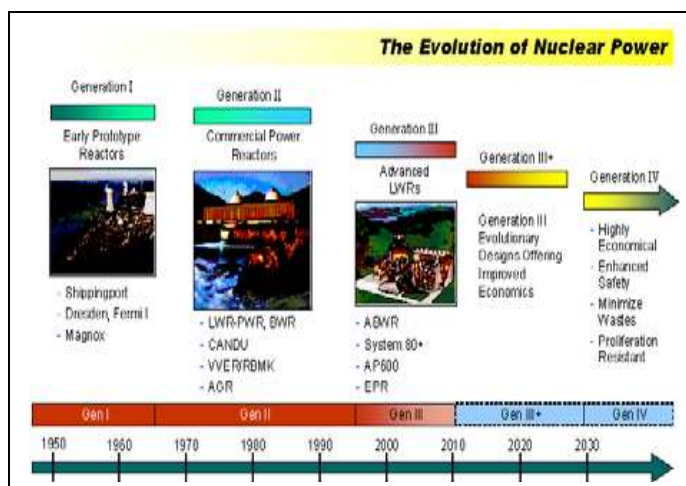 The Evolution of Nuclear Power
Generation I
Early Prototype
Reactors
- Shippingport
- Dresden, Fermi I
- Magnox
Generation II
Commercial Power
Reactors
- LWR-PWR, BWR
- CANDU
- VVER/RBMK
- AGR
Generation III
Advanced
LWRs
- ABWR
- System 80+
- AP600
- EPR
Generation III+
Generation III
Evolutionary
Designs Offering
Improved
Economics
Generation IV
- Highly
Economical
- Enhanced
Safety
- Minimize
Wastes
- Proliferation
Resistant
Gen I Gen II Gen III Gen III+ Gen IV
1950 1960 1970 1980 1990 2000 2010 2020 2030